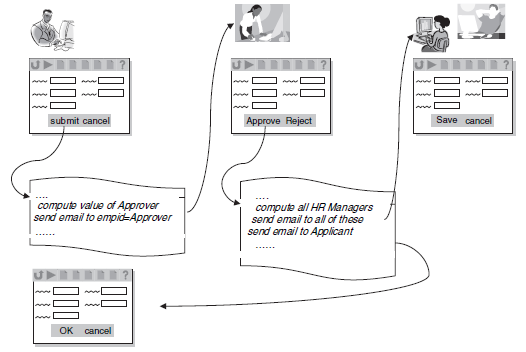 ?
?
?
submit cancel
Approve Reject
Save cancel
....
compute value of Approver
send email to empid=Approver
......
....
compute all HR Managers
send email to all of these
send email to Applicant
......
?
OK cancel